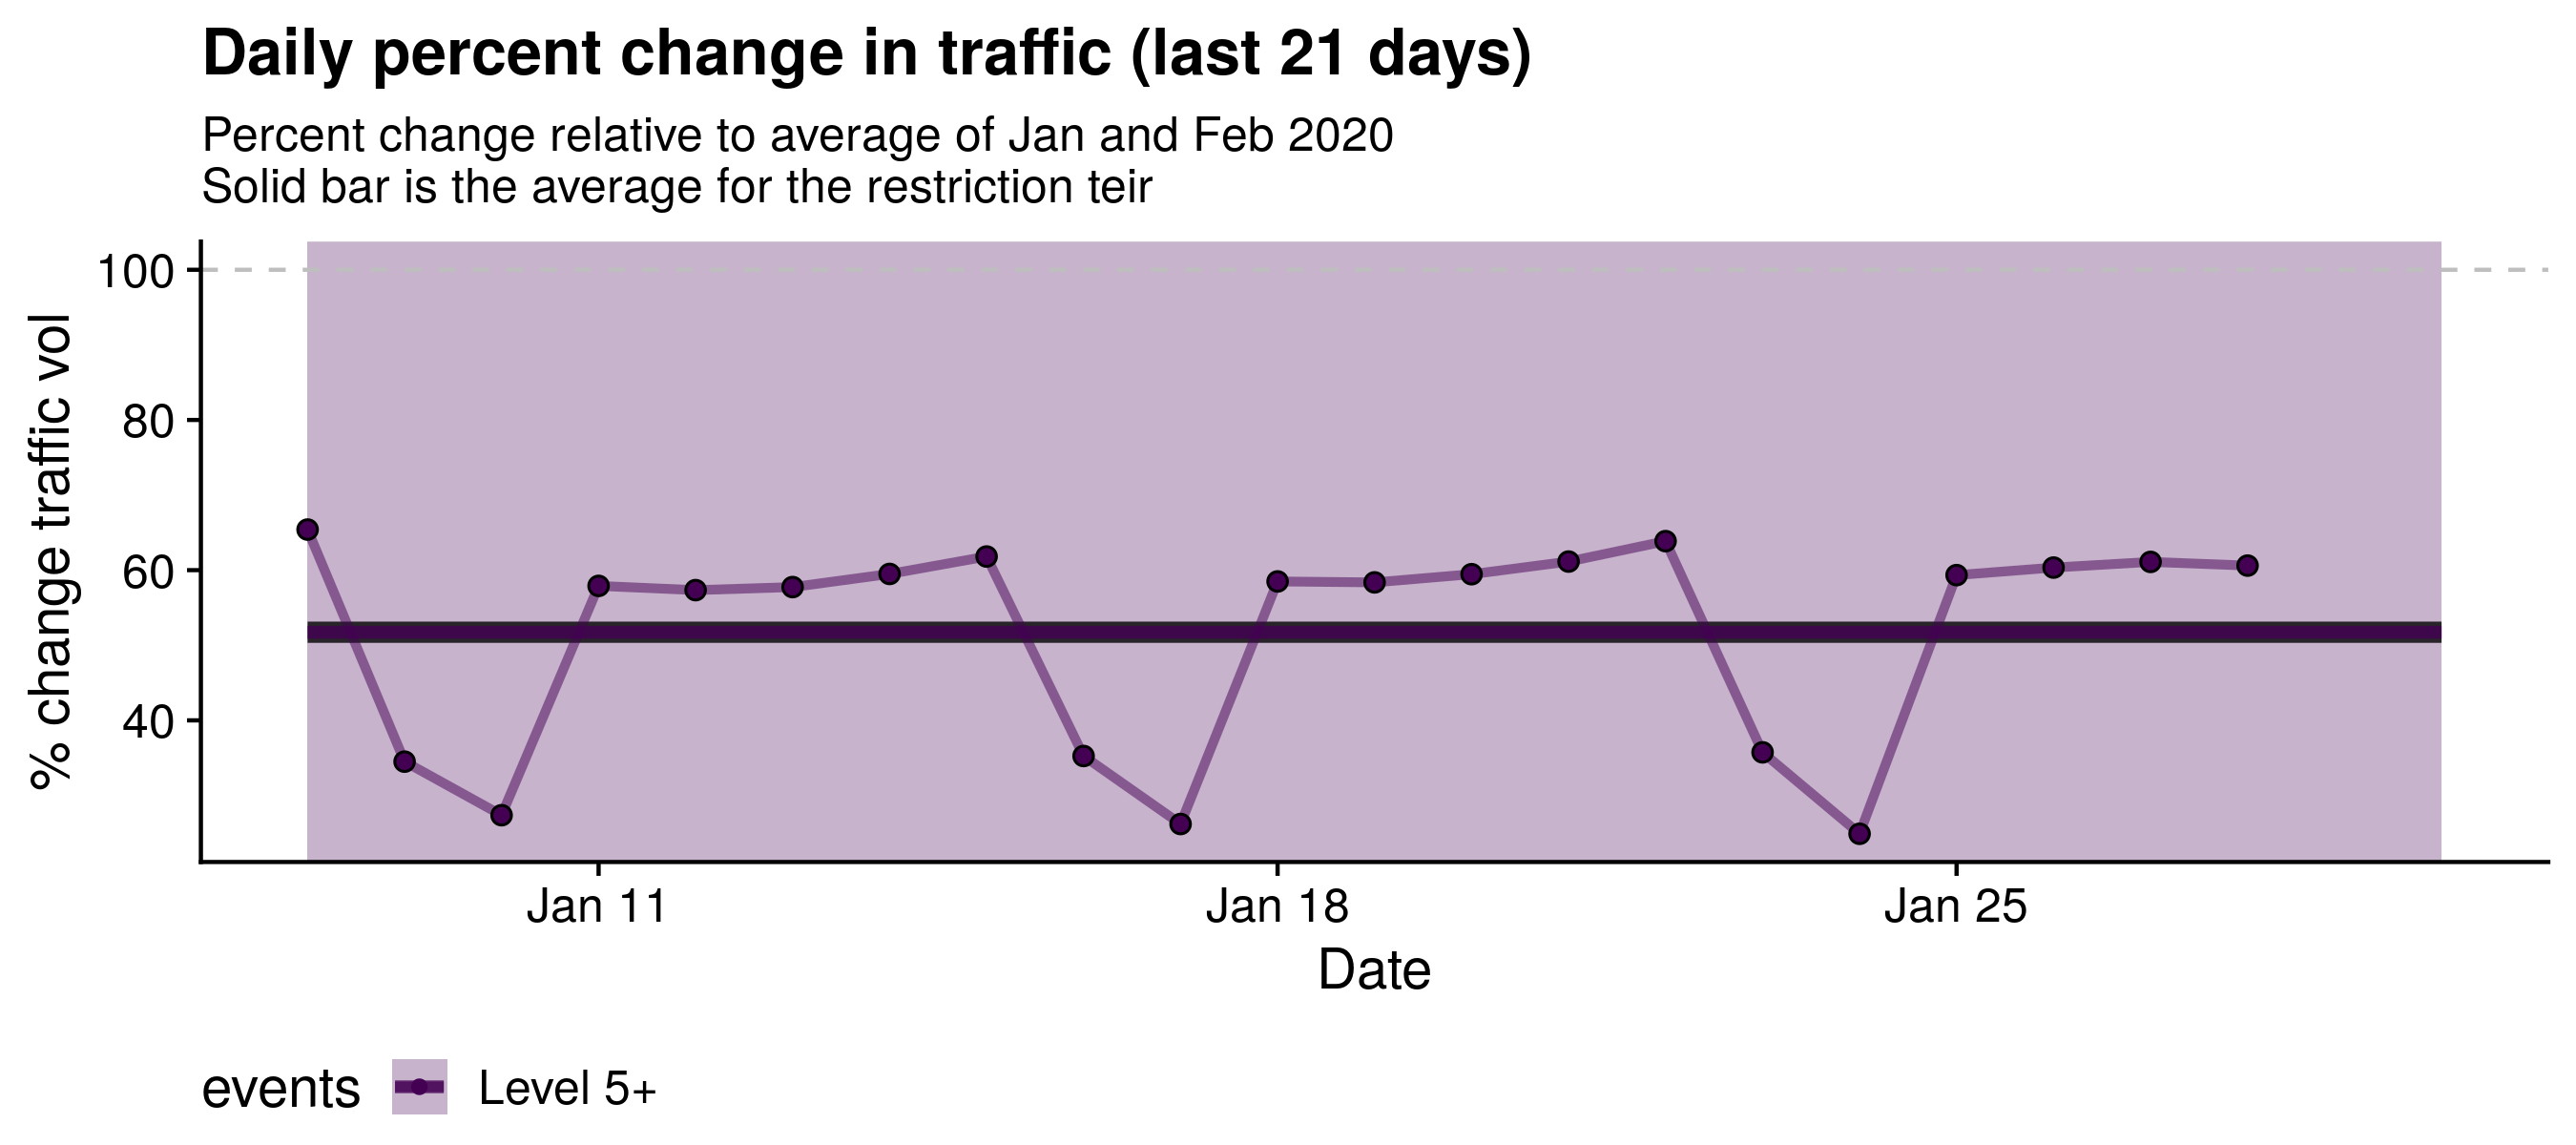 Daily percent change in traffic (last 21 days)
Percent change relative to average of Jan and Feb 2020
Solid bar is the average for the restriction teir
% change traffic vol
100
80
60
40
Jan 11
Jan 18
Jan 25
Date
events
Level 5+